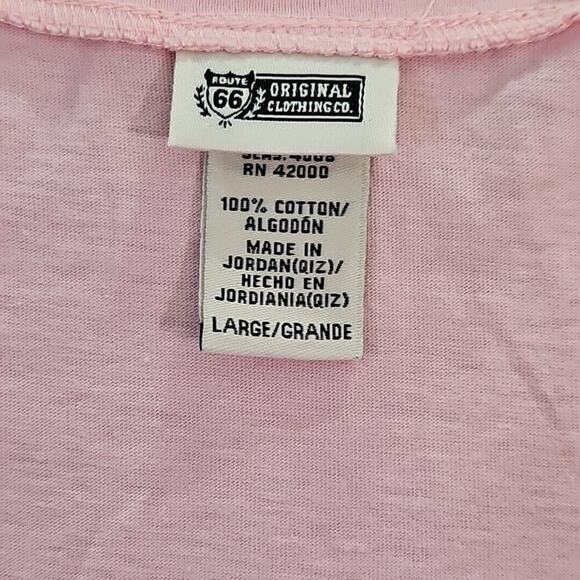 ROUTE
66
ORIGINAL
CLOTHING CO.
RN 42000
100% COTTON/
ALGODÓN
MADE IN
JORDAN(QIZ)/
HECHO EN
JORDIANIA(QIZ)
LARGE/GRANDE